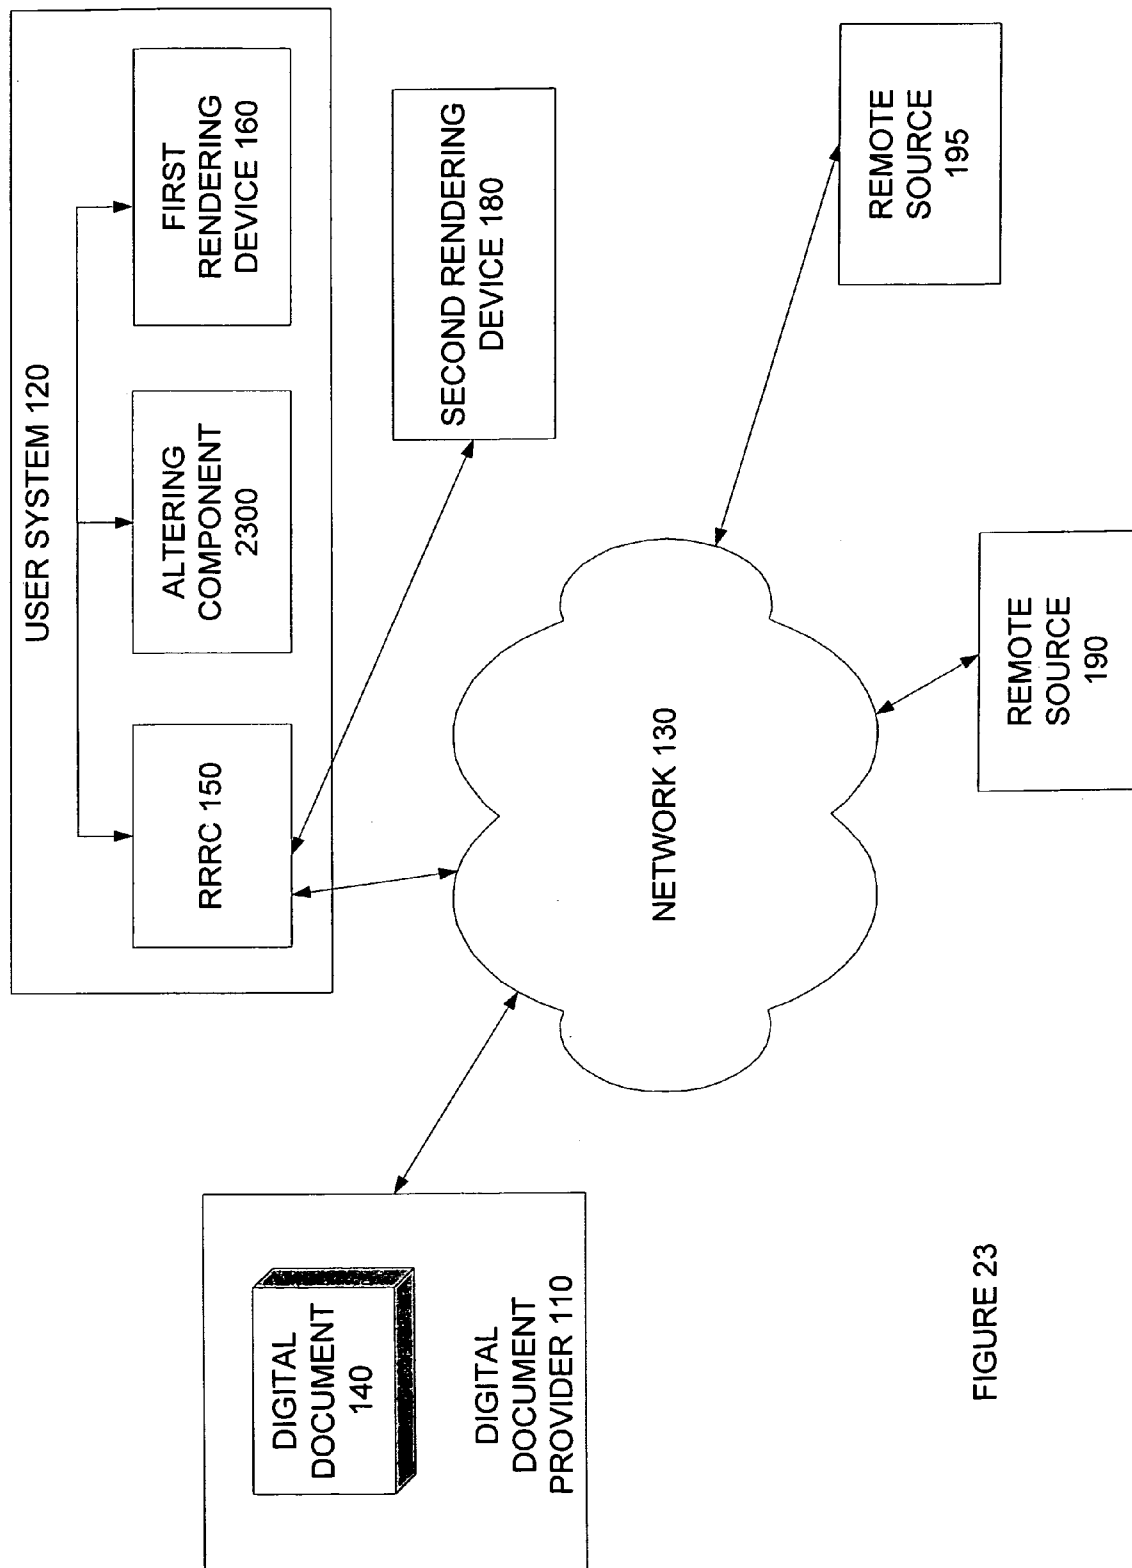 USER SYSTEM 120
RRRC 150
ALTERING
COMPONENT
2300
FIRST
RENDERING
DEVICE 160
SECOND RENDERING
DEVICE 180
DIGITAL
DOCUMENT
140
DIGITAL
DOCUMENT
PROVIDER 110
NETWORK 130
REMOTE
SOURCE
195
REMOTE
SOURCE
190
FIGURE 23